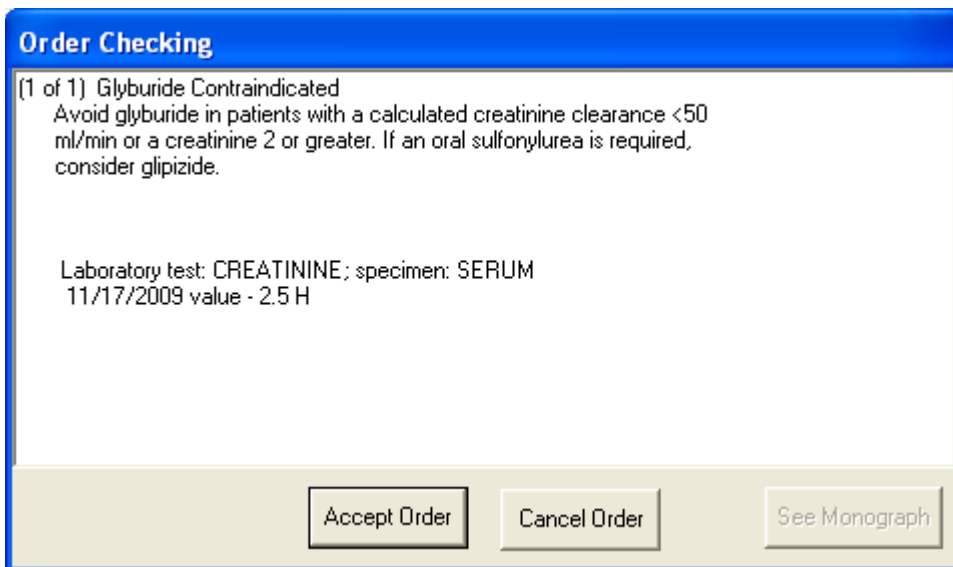 Order Checking
(1 of 1) Glyburide Contraindicated
Avoid glyburide in patients with a calculated creatinine clearance <50
ml/min or a creatinine 2 or greater. If an oral sulfonylurea is required,
consider glipizide.
Laboratory test: CREATININE; specimen: SERUM
11/17/2009 value - 2.5 H
Accept Order
Cancel Order
See Monograph